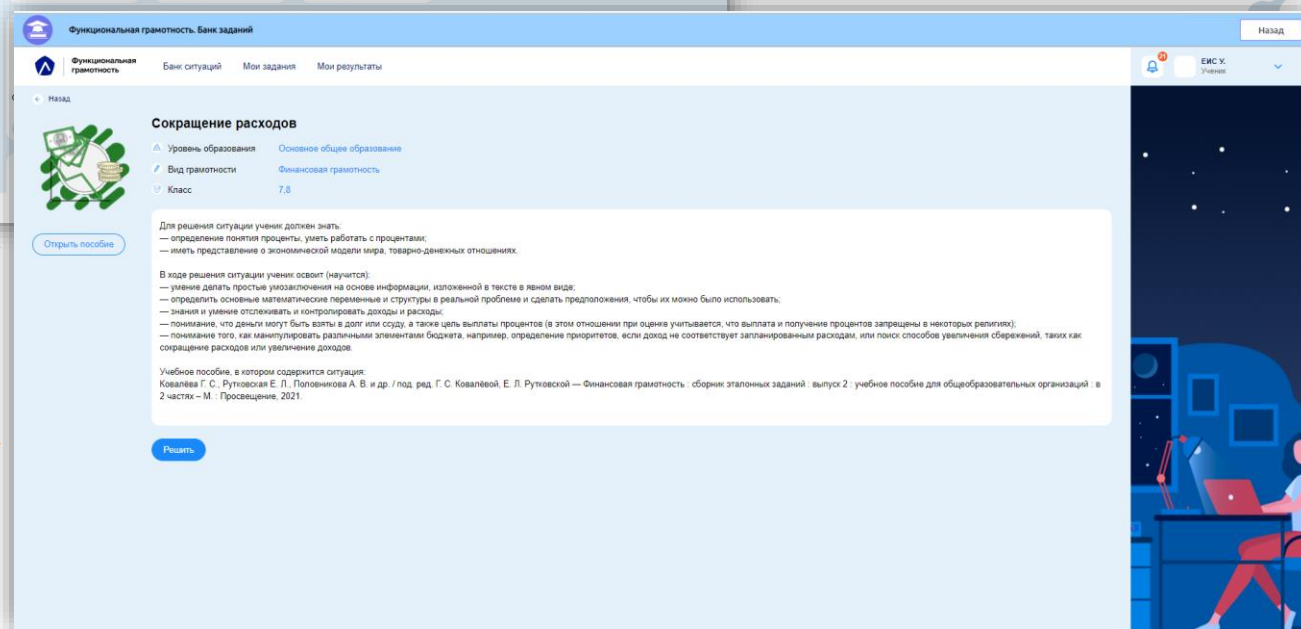 Функциональная грамотность. Банк заданий
Назад
Функциональная
грамотность
Банк ситуаций
Мои задания
Мои результаты
21
ЕИС У.
Ученик
Назад
Сокращение расходов
Уровень образования
Основное общее образование
Вид грамотности
Финансовая грамотность
Класс
7,8
Открыть пособие
Для решения ситуации ученик должен знать:
— определение понятия проценты, уметь работать с процентами;
— иметь представление о экономической модели мира, товарно-денежных отношениях.
В ходе решения ситуации ученик освоит (научится):
— умение делать простые умозаключения на основе информации, изложенной в тексте в явном виде;
— определить основные математические переменные и структуры в реальной проблеме и сделать предположения, чтобы их можно было использовать;
— знания и умение отслеживать и контролировать доходы и расходы;
— понимание, что деньги могут быть взяты в долг или ссуду, а также цель выплаты процентов (в этом отношении при оценке учитывается, что выплата и получение процентов запрещены в некоторых религиях);
— понимание того, как манипулировать различными элементами бюджета, например, определение приоритетов, если доход не соответствует запланированным расходам, или поиск способов увеличения сбережений, таких как
сокращение расходов или увеличение доходов.
Учебное пособие, в котором содержится ситуация:
Ковалёва Г. С., Рутковская Е. Л., Половникова А. В. и др. / под. ред. Г. С. Ковалёвой, Е. Л. Рутковской — Финансовая грамотность : сборник эталонных заданий : выпуск 2 : учебное пособие для общеобразовательных организаций : в
2 частях – М. : Просвещение, 2021.
Решить